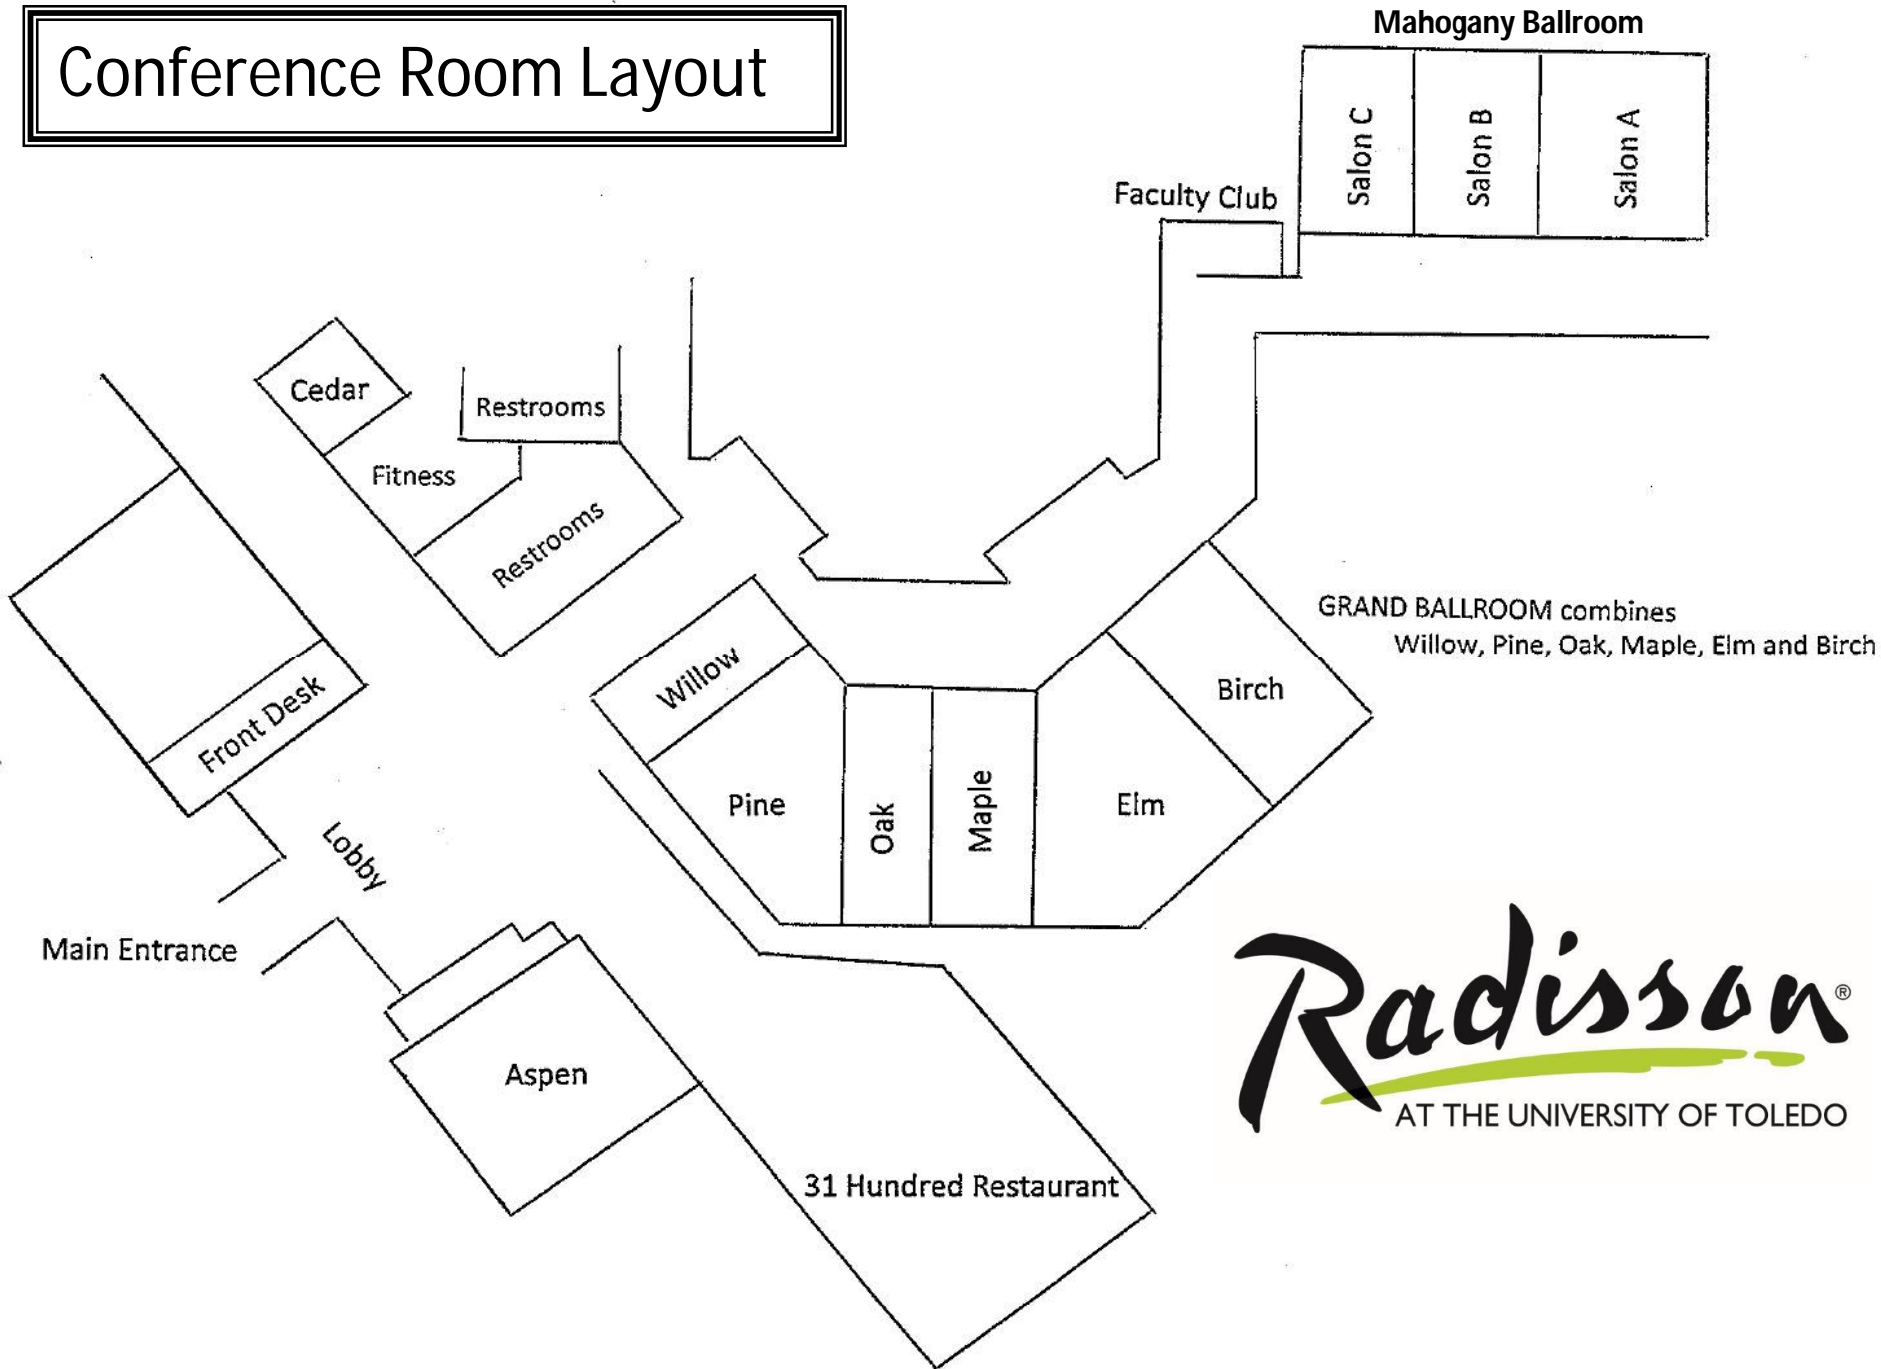 Mahogany Ballroom
Conference Room Layout
Salon C
Salon B
Salon A
Faculty Club
Cedar
Restrooms
Fitness
Restrooms
GRAND BALLROOM combines
Willow, Pine, Oak, Maple, Elm and Birch
Willow
Birch
Front Desk
Pine
Oak
Maple
Elm
Lobby
Main Entrance
Radisson®
AT THE UNIVERSITY OF TOLEDO
Aspen
31 Hundred Restaurant